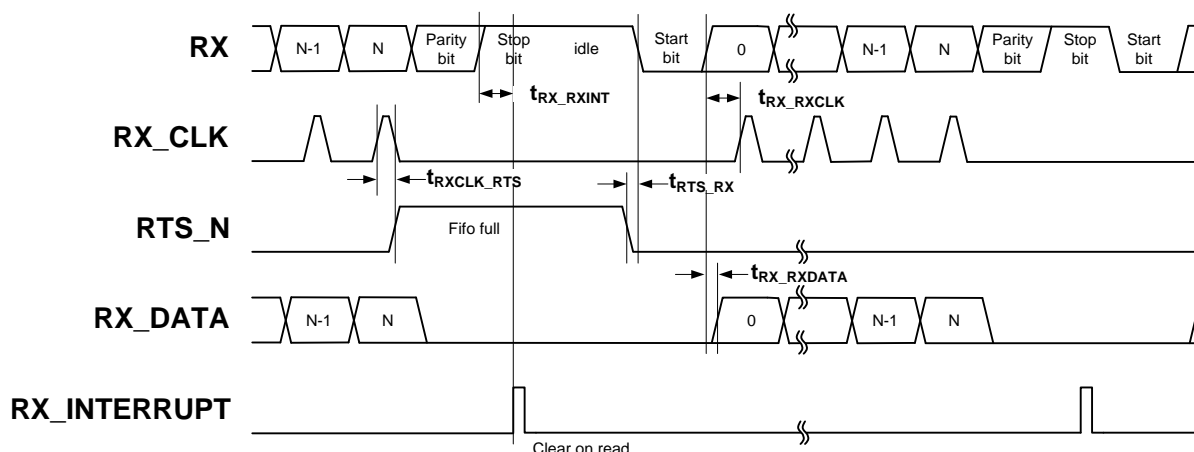 RX
N-1
N
Parity
bit
Stop
bit
idle
Start
bit
0
N-1
N
Parity
bit
Stop
bit
Start
bit
tRX_RXINT
tRX_RXCLK
RX_CLK
tRXCLK_RTS
tRTS_RX
RTS_N
Fifo full
tRX_RXDATA
RX_DATA
N-1
N
0
N-1
N
RX_INTERRUPT
Clear on read